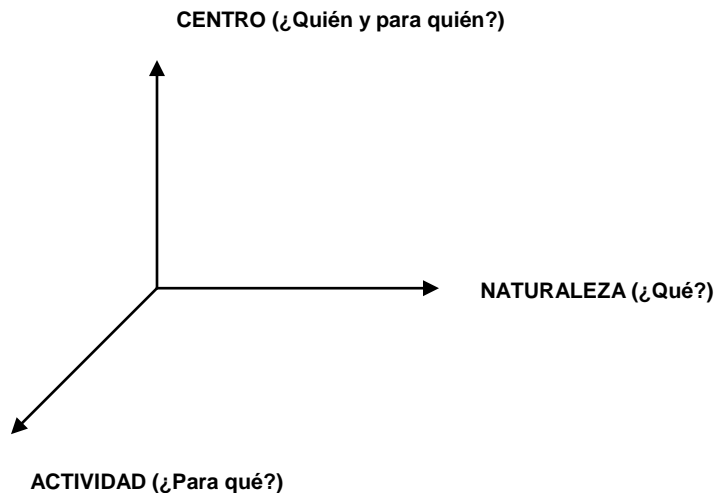 CENTRO (¿Quién y para quién?)
NATURALEZA (¿Qué?)
ACTIVIDAD (¿Para qué?)